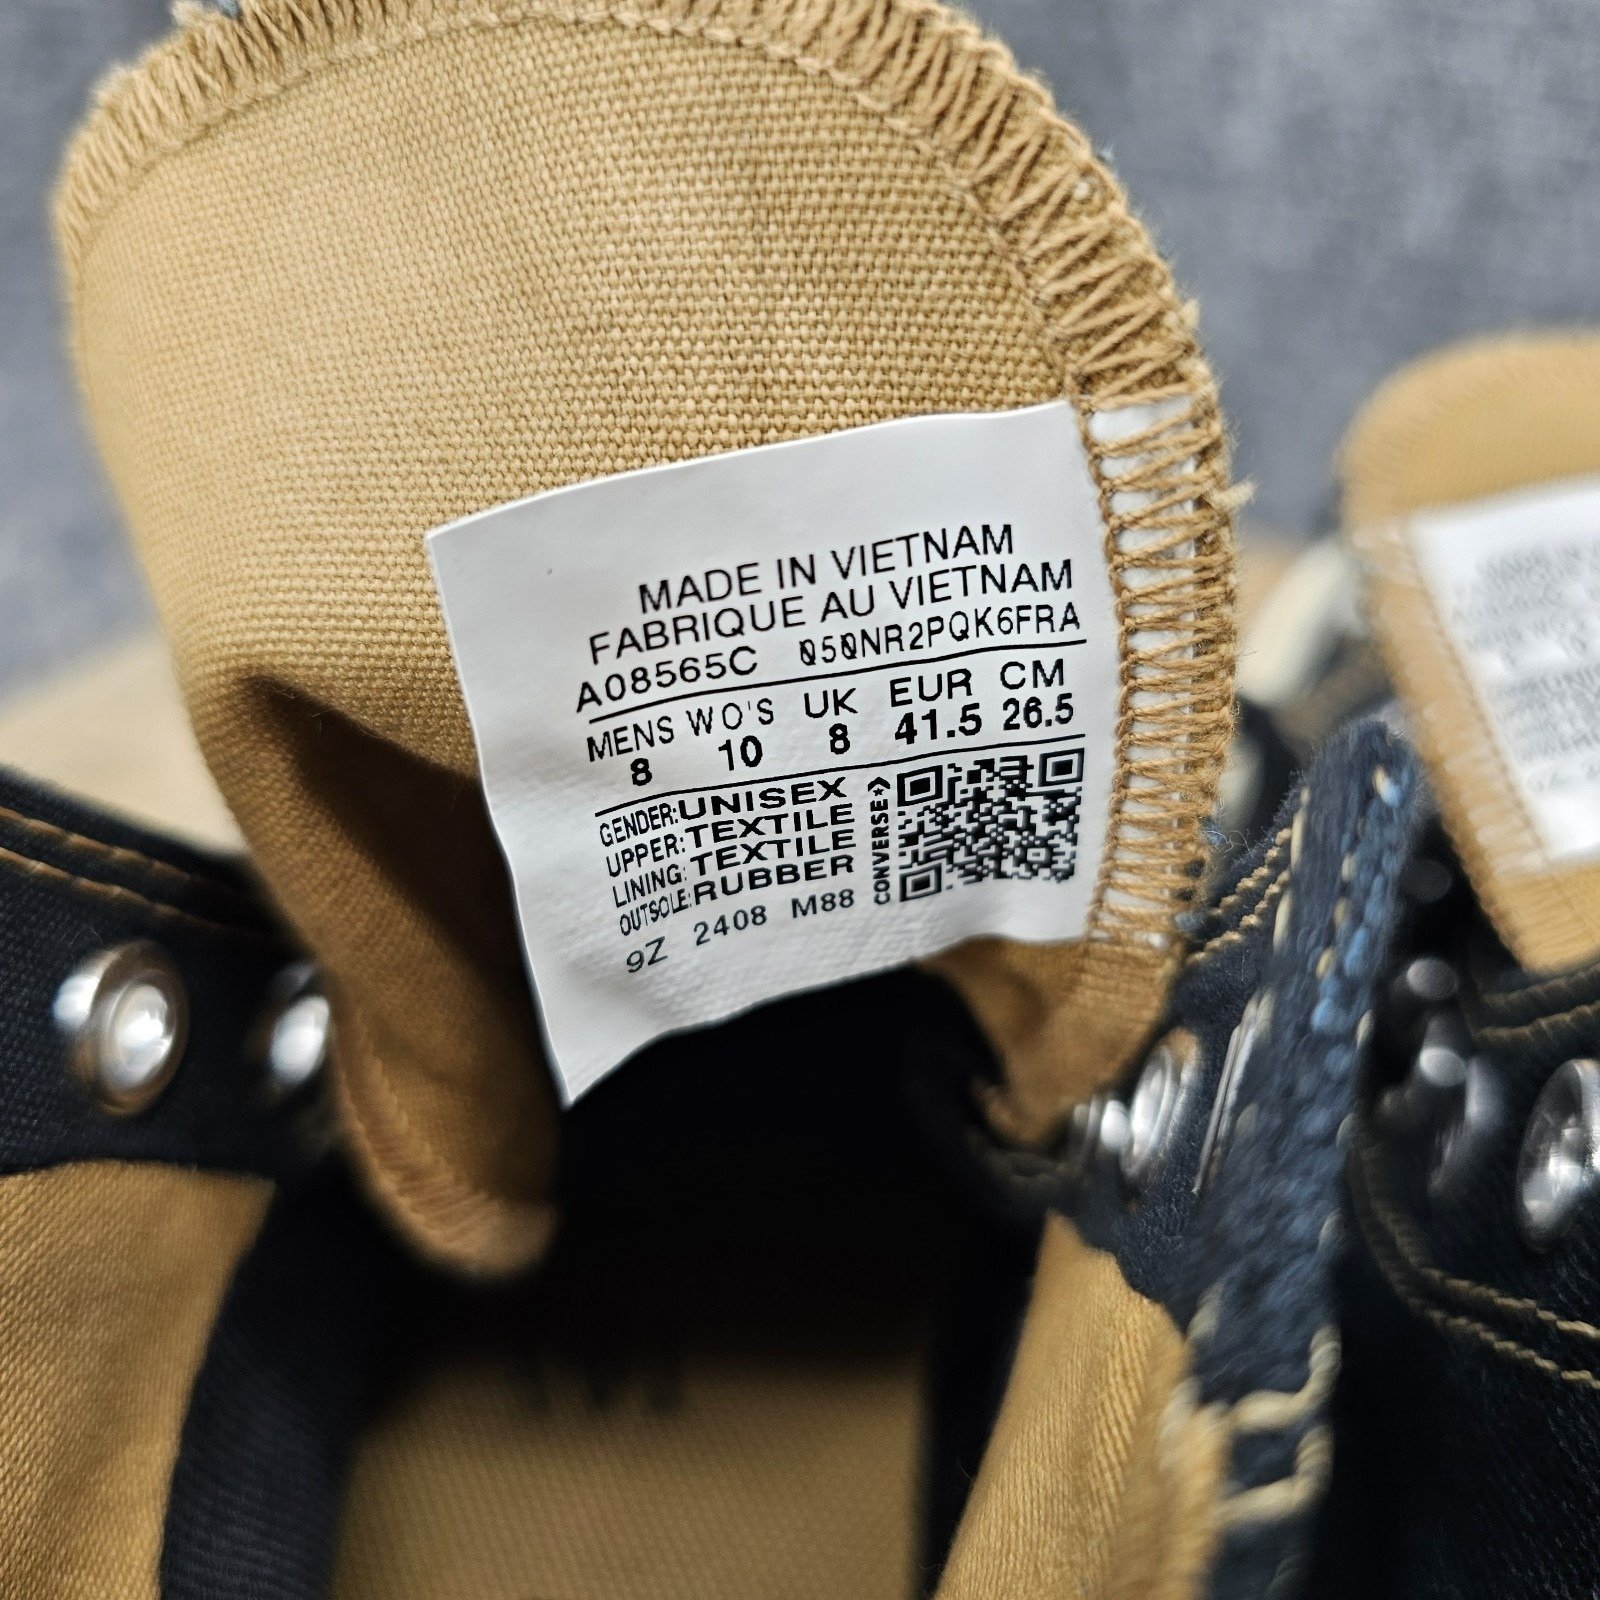 MADE IN VIETNAM
FABRIQUE AU VIETNAM
A08565C 050NR2PQK6FRA
MENS WO'S UK EUR CM
8 10 8 41.5 26.5
GENDER:UNISEX
UPPER:TEXTILE
LINING:TEXTILE
OUTSOLE:RUBBER
CONVERSE
9Z 2408 M88